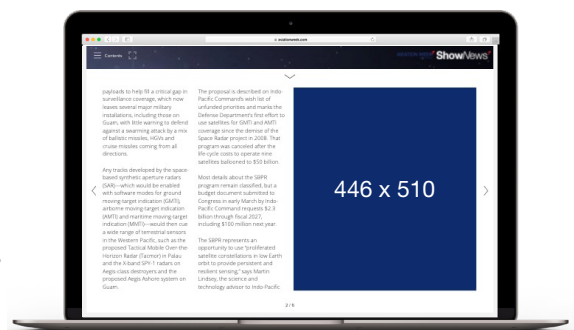 aviationweek.com
Contents
ShowNews
payloads to help fill a critical gap in
surveillance coverage, which now
leaves several major military
installations, including those on
Guam, with little warning to defend
against a swarming attack by a mix
of ballistic missiles, HGVs and
cruise missiles coming from all
directions.
Any tracks developed by the space-
based synthetic aperture radars
(SAR)—which would be enabled
with software modes for ground
moving target indication (GMTI),
airborne moving-target indication
(AMTI) and maritime moving-target
indication (MMTI)—would then cue
a wide range of terrestrial sensors
in the Western Pacific, such as the
proposed Tactical Mobile Over-the-
Horizon Radar (Tacmor) in Palau
and the X-band SPY-1 radars on
Aegis-class destroyers and the
proposed Aegis Ashore system on
Guam.
The proposal is described on Indo-
Pacific Command's wish list of
unfunded priorities and marks the
Defense Department's first effort to
use satellites for GMTI and AMTI
coverage since the demise of the
Space Radar project in 2008. That
program was canceled after the
life-cycle costs to operate nine
satellites ballooned to $52 billion.
Most details about the SBPR
program remain classified, but a
budget document submitted to
Congress in early March by Indo-
Pacific Command requests $2.3
billion through fiscal 2027,
including $100 million next year.
The SBPR represents an
opportunity to use "proliferated
satellite constellations in low Earth
orbit to provide persistent and
resilient sensing," says Martin
Lindsey, the science and
technology advisor to Indo-Pacific
446 x 510
2 / 6